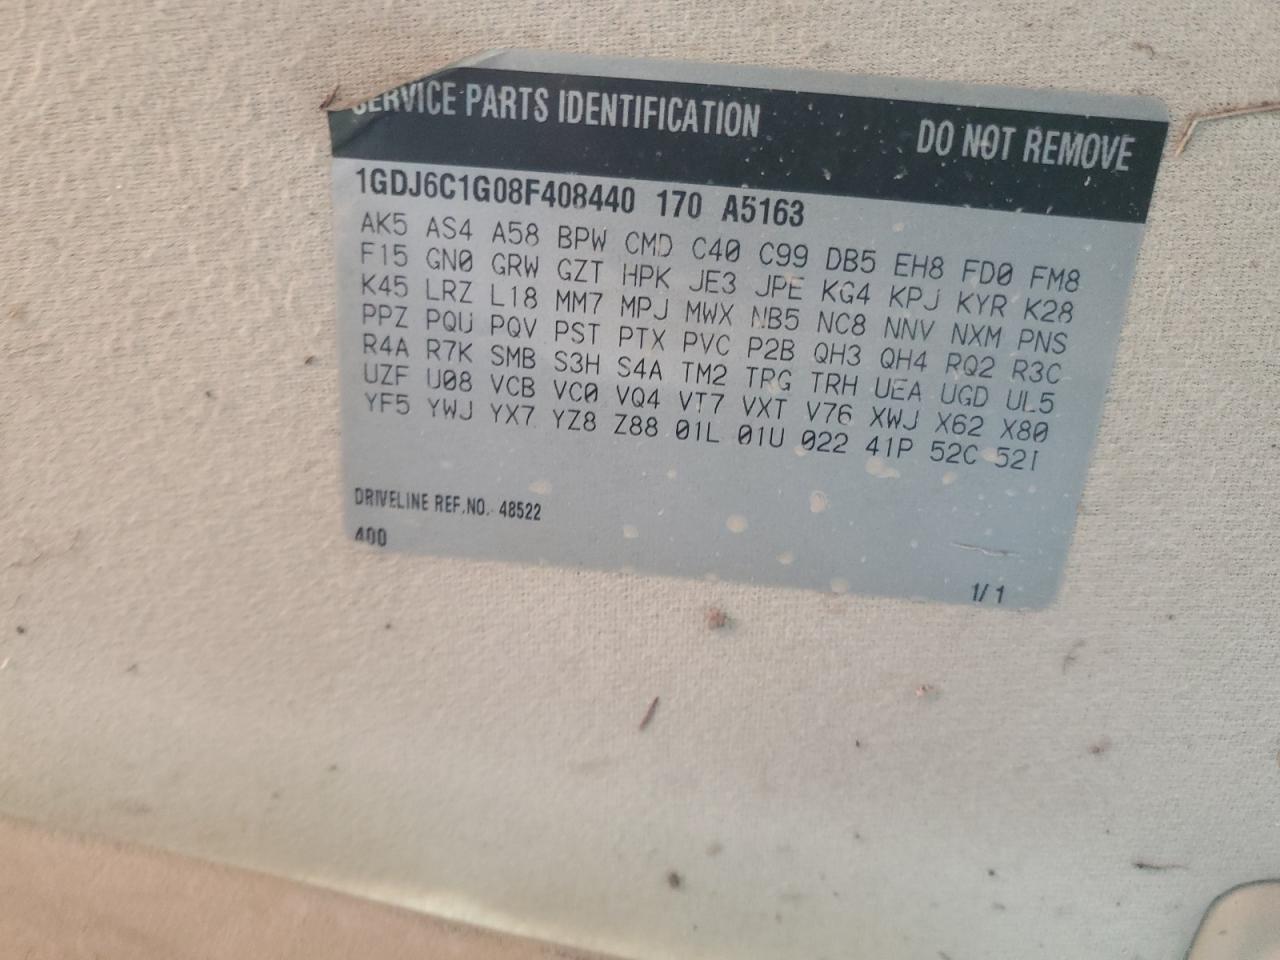 SERVICE PARTS IDENTIFICATION DO NOT REMOVE
1GDJ6C1G08F408440 170 A5163
AK5 AS4 A58 BPW CMD C40 C99 DB5 EH8 FD0 FM8
F15 GN0 GRW GZT HPK JE3 JPE KG4 KPJ KYR K28
K45 LRZ L18 MM7 MPJ MWX NB5 NC8 NNV NXM PNS
PPZ PQU PQV PST PTX PVC P2B QH3 QH4 RQ2 R3C
R4A R7K SMB S3H S4A TM2 TRG TRH UEA UGD UL5
UZF U08 VCB VC0 VQ4 VT7 VXT V76 XWJ X62 X80
YF5 YWJ YX7 YZ8 Z88 01L 01U 022 41P 52C 52I
DRIVELINE REF.NO. 48522
400
1/ 1